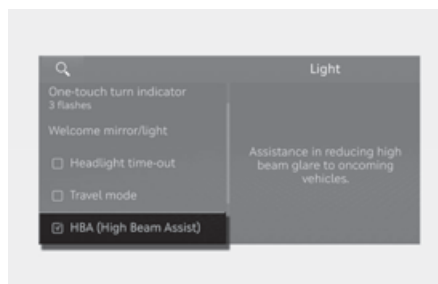 Light
One-touch turn indicator
3 flashes
Welcome mirror/light
Headlight time-out
Travel mode
HBA (High Beam Assist)
Assistance in reducing high
beam glare to oncoming
vehicles.